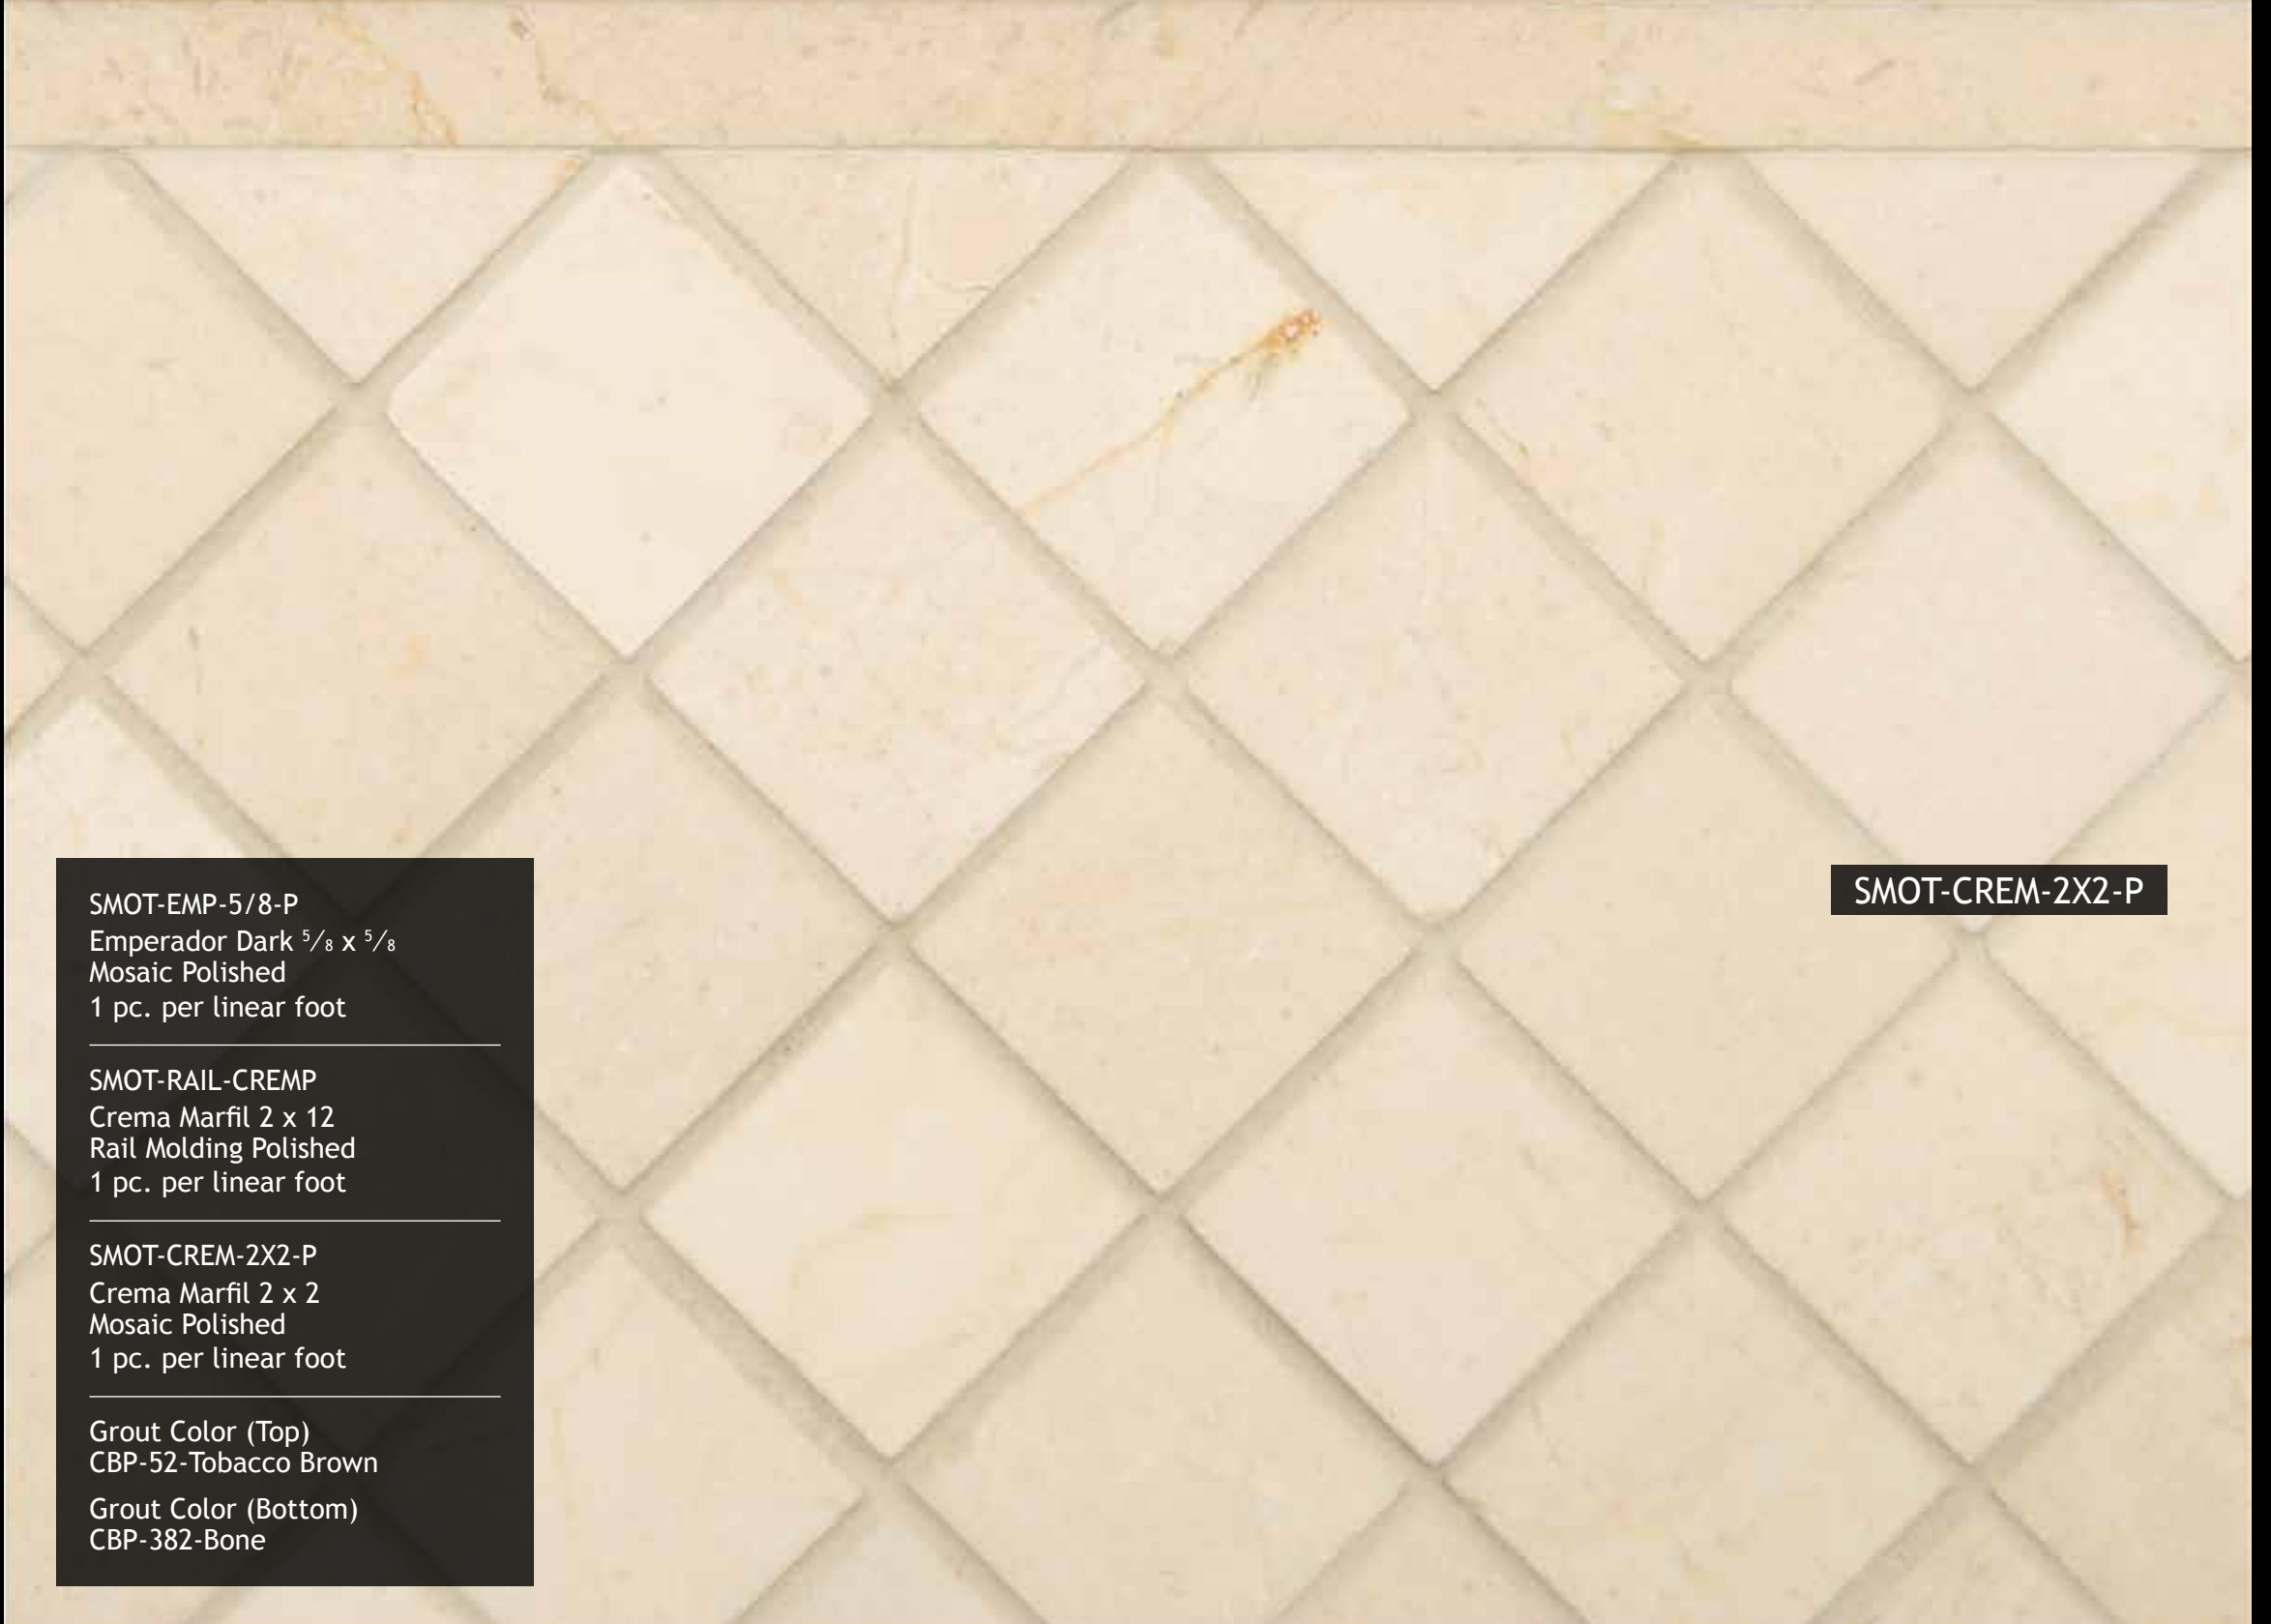 SMOT-EMP-5/8-P
Emperador Dark 5/8 x 5/8
Mosaic Polished
1 pc. per linear foot
SMOT-RAIL-CREMP
Crema Marfil 2 x 12
Rail Molding Polished
1 pc. per linear foot
SMOT-CREM-2X2-P
Crema Marfil 2 x 2
Mosaic Polished
1 pc. per linear foot
Grout Color (Top)
CBP-52-Tobacco Brown
Grout Color (Bottom)
CBP-382-Bone
SMOT-CREM-2X2-P